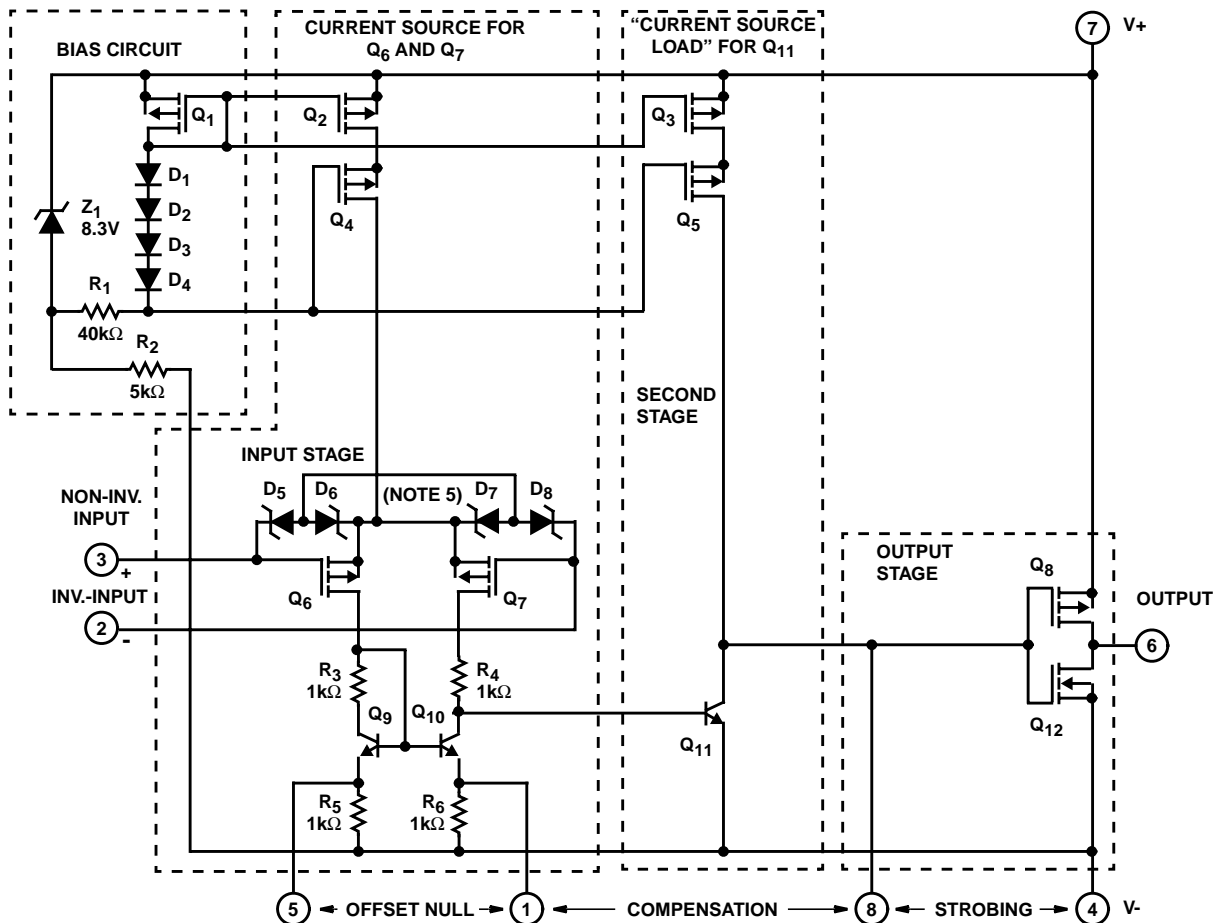 CURRENT SOURCE FOR
Q6 AND Q7
“CURRENT SOURCE
LOAD” FOR Q11
7
V+
BIAS CIRCUIT
Q1
Q2
Q3
D1
Z1
8.3V
D2
Q4
Q5
D3
D4
R1
40kΩ
R2
5kΩ
SECOND
STAGE
INPUT STAGE
D5
D6
(NOTE 5)
D7
D8
NON-INV.
INPUT
3
+
Q6
Q7
INV.-INPUT
2
-
OUTPUT
STAGE
Q8
OUTPUT
6
R3
1kΩ
R4
1kΩ
Q9
Q10
Q11
Q12
R5
1kΩ
R6
1kΩ
5
OFFSET NULL
1
COMPENSATION
8
STROBING
4
V-